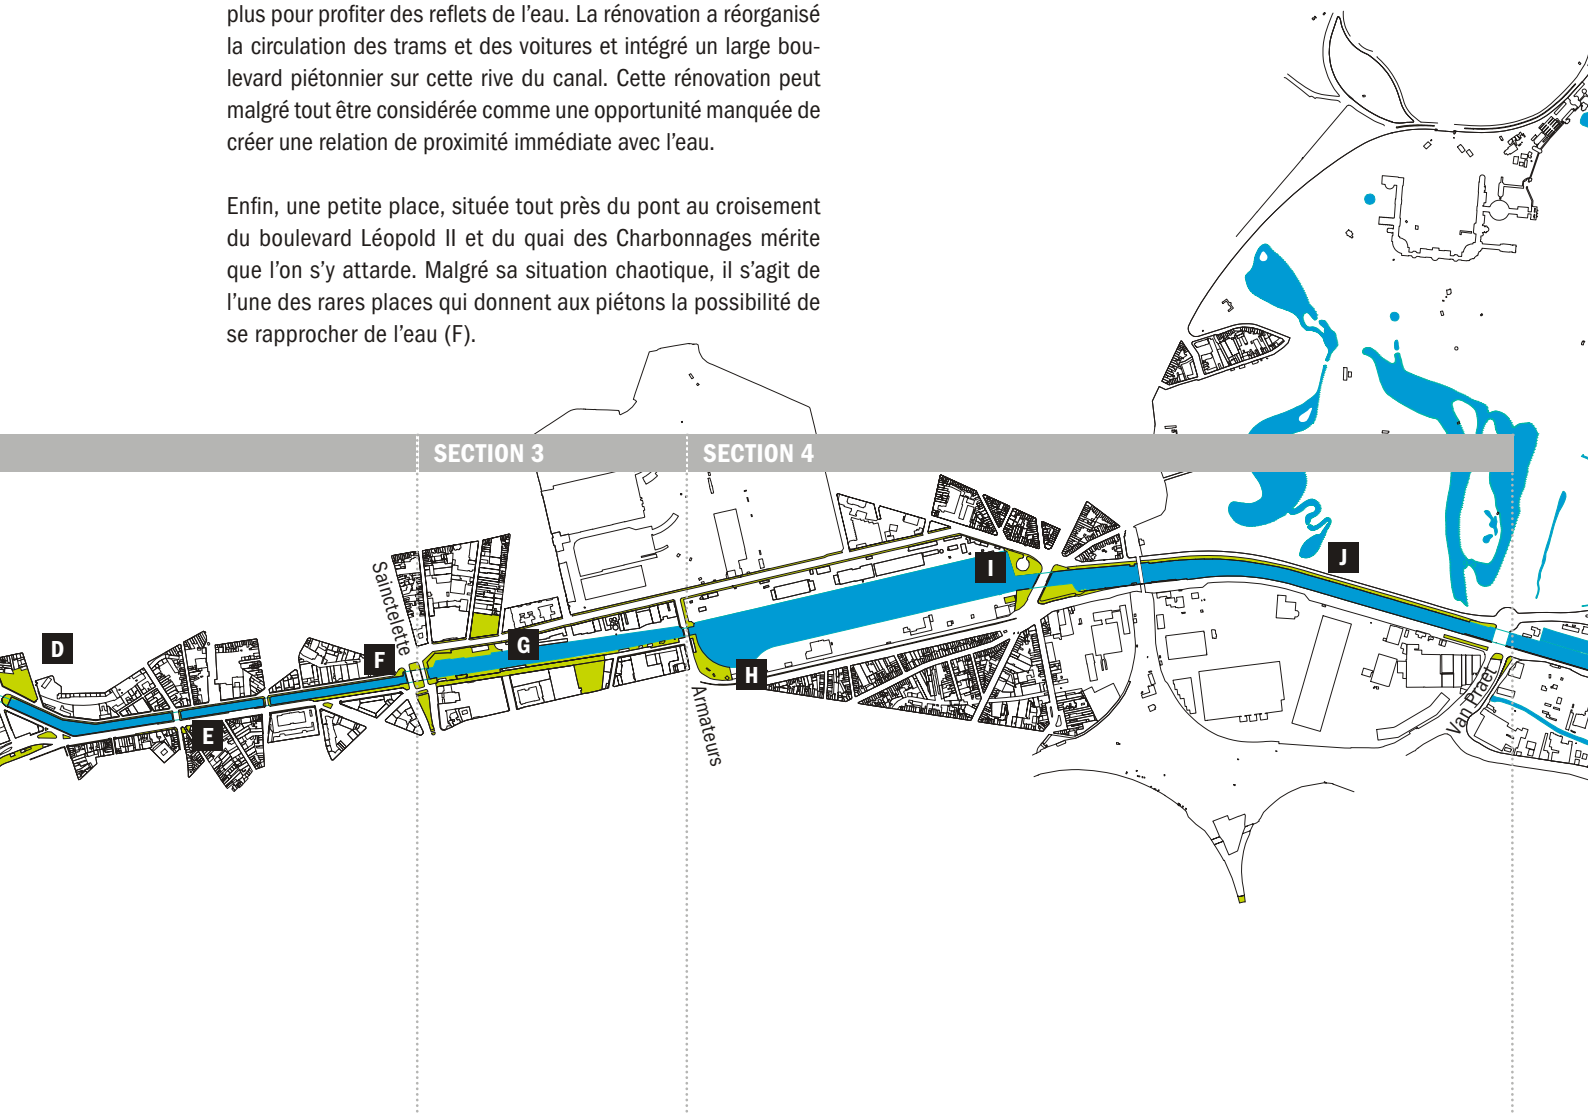 plus pour profiter des reflets de l’eau. La rénovation a réorganisé
la circulation des trams et des voitures et intégré un large bou-
levard piétonnier sur cette rive du canal. Cette rénovation peut
malgré tout être considérée comme une opportunité manquée de
créer une relation de proximité immédiate avec l’eau.
Enfin, une petite place, située tout près du pont au croisement
du boulevard Léopold II et du quai des Charbonnages mérite
que l’on s’y attarde. Malgré sa situation chaotique, il s’agit de
l’une des rares places qui donnent aux piétons la possibilité de
se rapprocher de l’eau (F).
SECTION 3
SECTION 4
D
E
F
Sainctelette
G
Armateurs
H
I
J
Van Praet